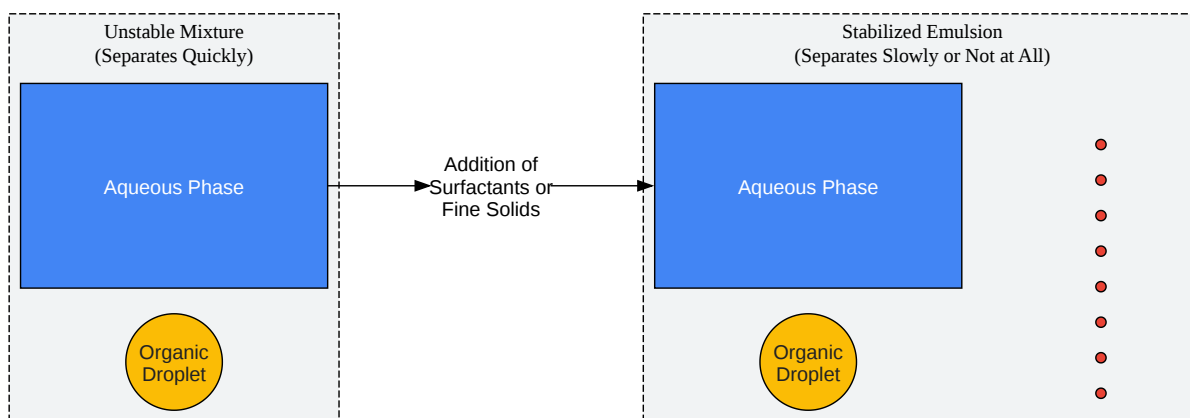 Unstable Mixture
(Separates Quickly)
Aqueous Phase
Organic
Droplet
Addition of
Surfactants or
Fine Solids
Stabilized Emulsion
(Separates Slowly or Not at All)
Aqueous Phase
Organic
Droplet